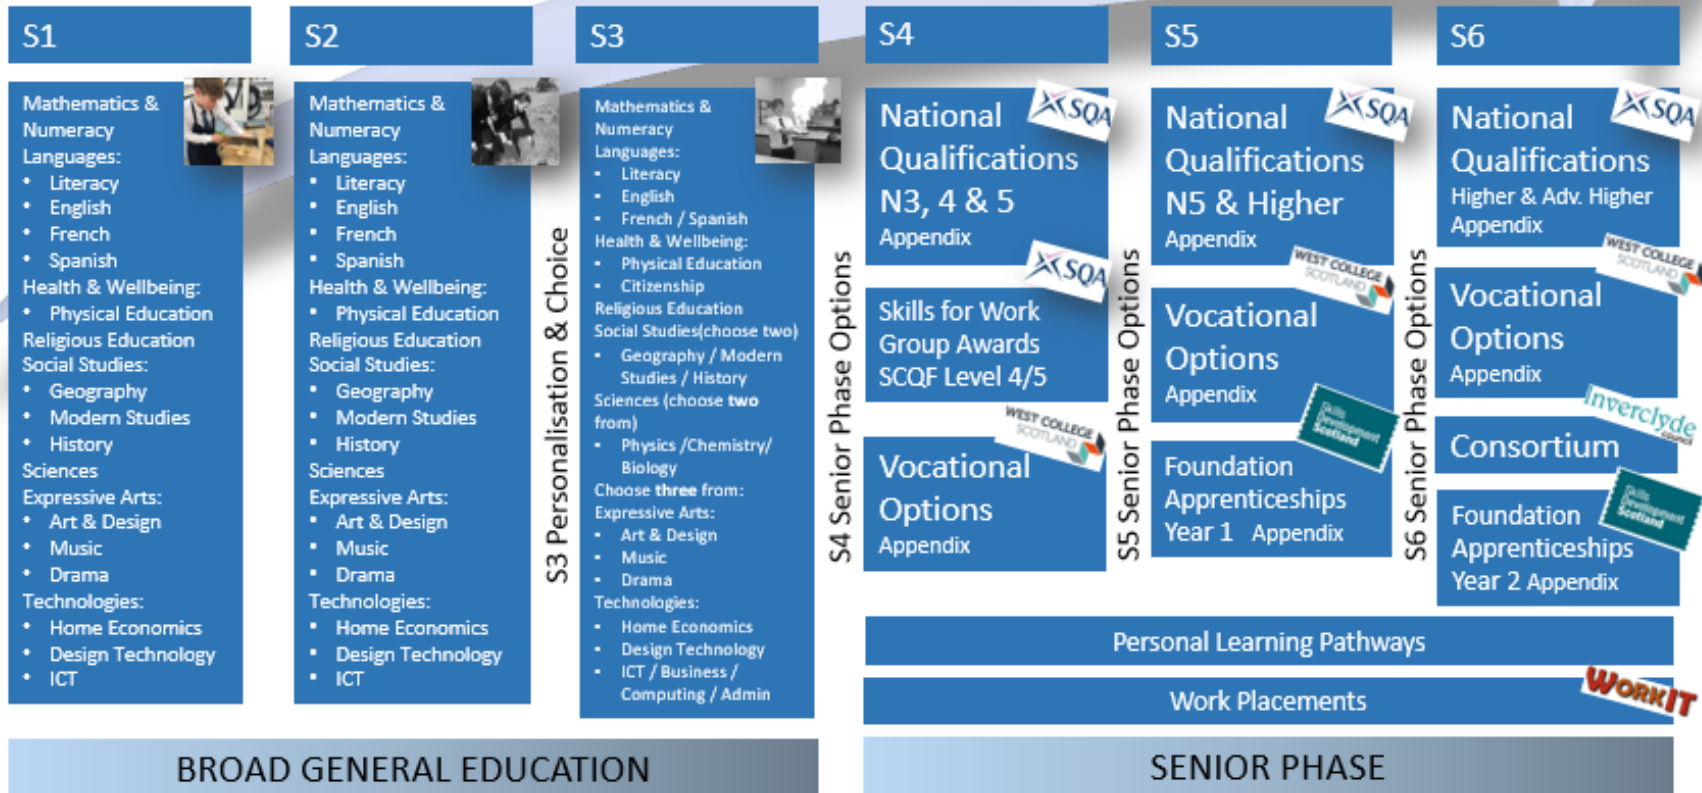 S1
Mathematics &
Numeracy
Languages:
• Literacy
• English
• French
• Spanish
Health & Wellbeing:
• Physical Education
Religious Education
Social Studies:
• Geography
• Modern Studies
• History
Sciences
Expressive Arts:
• Art & Design
• Music
• Drama
Technologies:
• Home Economics
• Design Technology
• ICT
S2
Mathematics &
Numeracy
Languages:
• Literacy
• English
• French
• Spanish
Health & Wellbeing:
• Physical Education
Religious Education
Social Studies:
• Geography
• Modern Studies
• History
Sciences
Expressive Arts:
• Art & Design
• Music
• Drama
Technologies:
• Home Economics
• Design Technology
• ICT
S3 Personalisation & Choice
S3
Mathematics &
Numeracy
Languages:
• Literacy
• English
• French / Spanish
Health & Wellbeing:
• Physical Education
• Citizenship
Religious Education
Social Studies(choose two)
• Geography / Modern
Studies / History
Sciences (choose two
from)
• Physics /Chemistry/
Biology
Choose three from:
Expressive Arts:
• Art & Design
• Music
• Drama
Technologies:
• Home Economics
• Design Technology
• ICT / Business /
Computing / Admin
BROAD GENERAL EDUCATION
S4 Senior Phase Options
S4
SQA
National
Qualifications
N3, 4 & 5
Appendix
SQA
Skills for Work
Group Awards
SCQF Level 4/5
WEST COLLEGE
SCOTLAND
Vocational
Options
Appendix
S5 Senior Phase Options
S5
SQA
National
Qualifications
N5 & Higher
Appendix
WEST COLLEGE
SCOTLAND
Vocational
Options
Appendix
Skills
Development
Scotland
Foundation
Apprenticeships
Year 1 Appendix
S6 Senior Phase Options
S6
SQA
National
Qualifications
Higher & Adv. Higher
Appendix
WEST COLLEGE
SCOTLAND
Vocational
Options
Appendix
Inverclyde
COUNCIL
Consortium
Skills
Development
Scotland
Foundation
Apprenticeships
Year 2 Appendix
Personal Learning Pathways
Work Placements
WORKIT
SENIOR PHASE